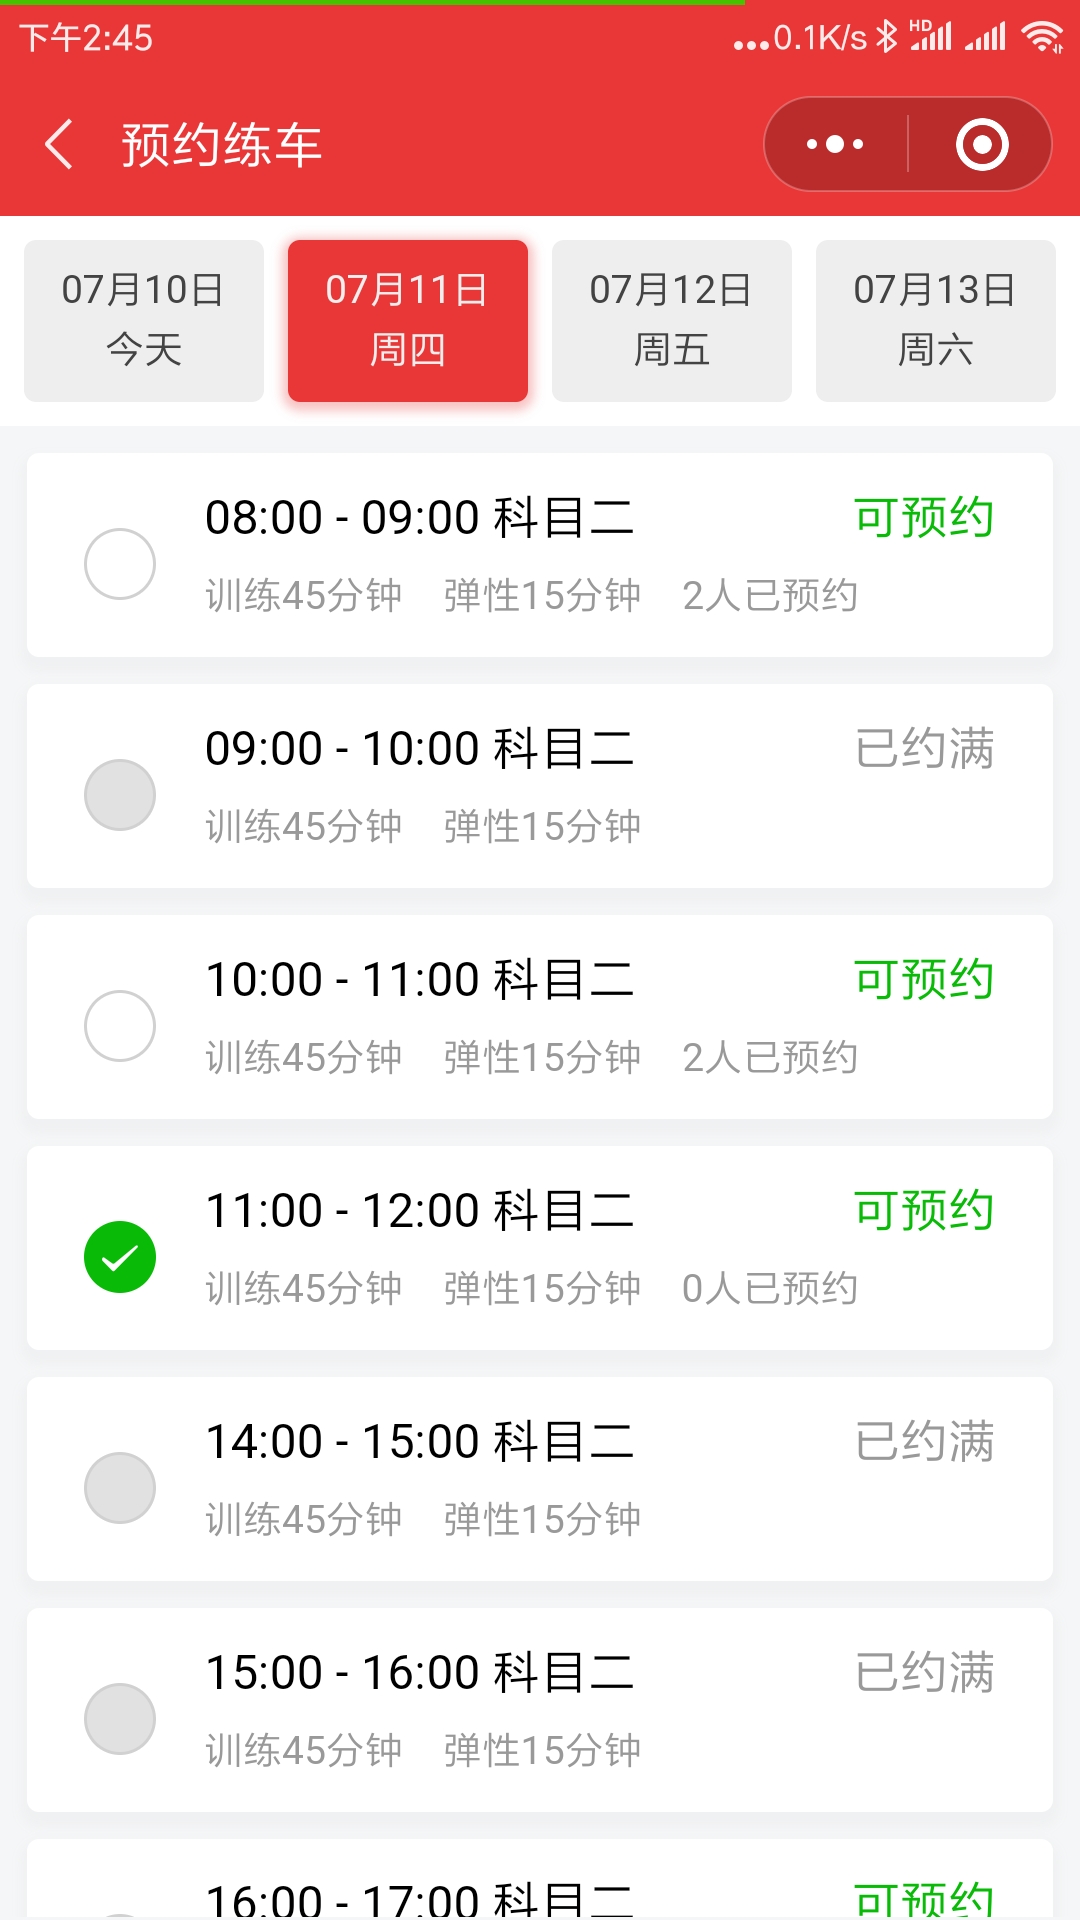 下午2:45 0.1K/s HD
预约练车
07月10日 07月11日 07月12日 07月13日
今天 周四 周五 周六
08:00 - 09:00 科目二 可预约
训练45分钟 弹性15分钟 2人已预约
09:00 - 10:00 科目二 已约满
训练45分钟 弹性15分钟
10:00 - 11:00 科目二 可预约
训练45分钟 弹性15分钟 2人已预约
11:00 - 12:00 科目二 可预约
训练45分钟 弹性15分钟 0人已预约
14:00 - 15:00 科目二 已约满
训练45分钟 弹性15分钟
15:00 - 16:00 科目二 已约满
训练45分钟 弹性15分钟
16:00 - 17:00 科目二 可预约